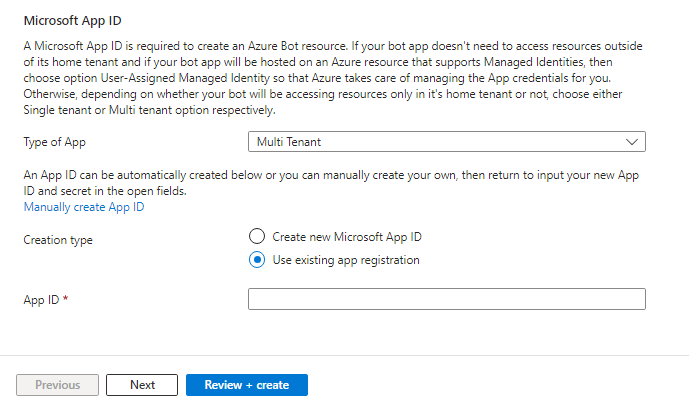 Microsoft App ID
A Microsoft App ID is required to create an Azure Bot resource. If your bot app doesn't need to access resources outside
of its home tenant and if your bot app will be hosted on an Azure resource that supports Managed Identities, then
choose option User-Assigned Managed Identity so that Azure takes care of managing the App credentials for you.
Otherwise, depending on whether your bot will be accessing resources only in it's home tenant or not, choose either
Single tenant or Multi tenant option respectively.
Type of App
Multi Tenant
An App ID can be automatically created below or you can manually create your own, then return to input your new App
ID and secret in the open fields.
Manually create App ID
Creation type
Create new Microsoft App ID
Use existing app registration
App ID *
Previous
Next
Review + create